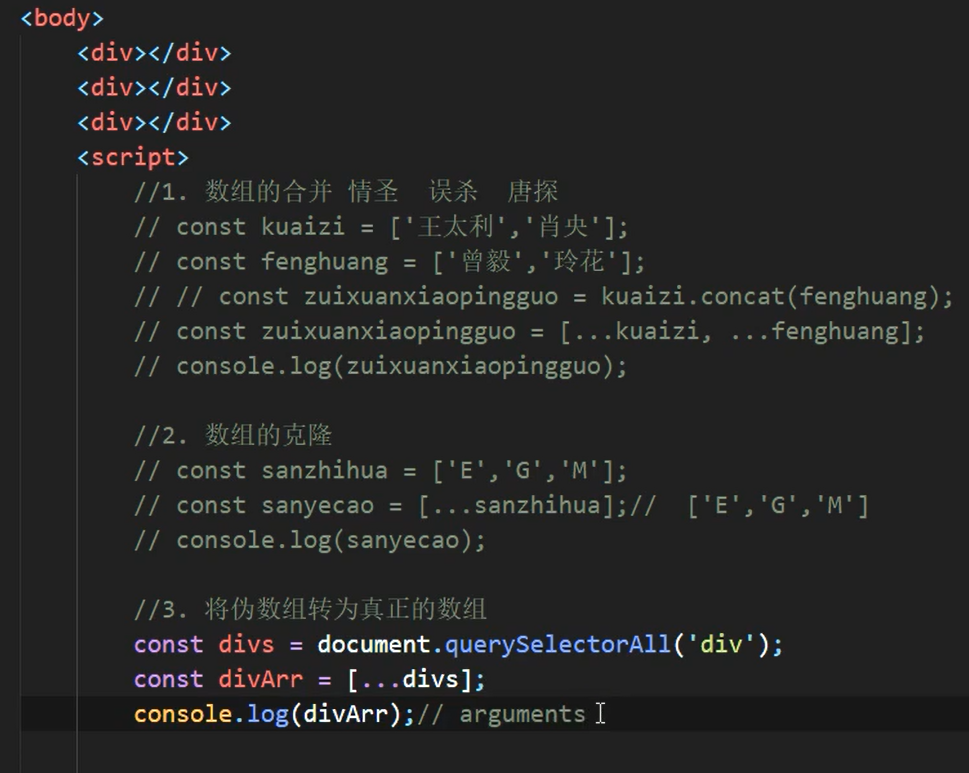 <body>
<div></div>
<div></div>
<div></div>
<script>
//1. 数组的合并 情圣  误杀  唐探
// const kuaizi = ['王太利','肖央'];
// const fenghuang = ['曾毅','玲花'];
// // const zuixuanxiaopingguo = kuaizi.concat(fenghuang);
// const zuixuanxiaopingguo = [...kuaizi, ...fenghuang];
// console.log(zuixuanxiaopingguo);
//2. 数组的克隆
// const sanzhihua = ['E','G','M'];
// const sanyecao = [...sanzhihua];//  ['E','G','M']
// console.log(sanyecao);
//3. 将伪数组转为真正的数组
const divs = document.querySelectorAll('div');
const divArr = [...divs];
console.log(divArr);// arguments